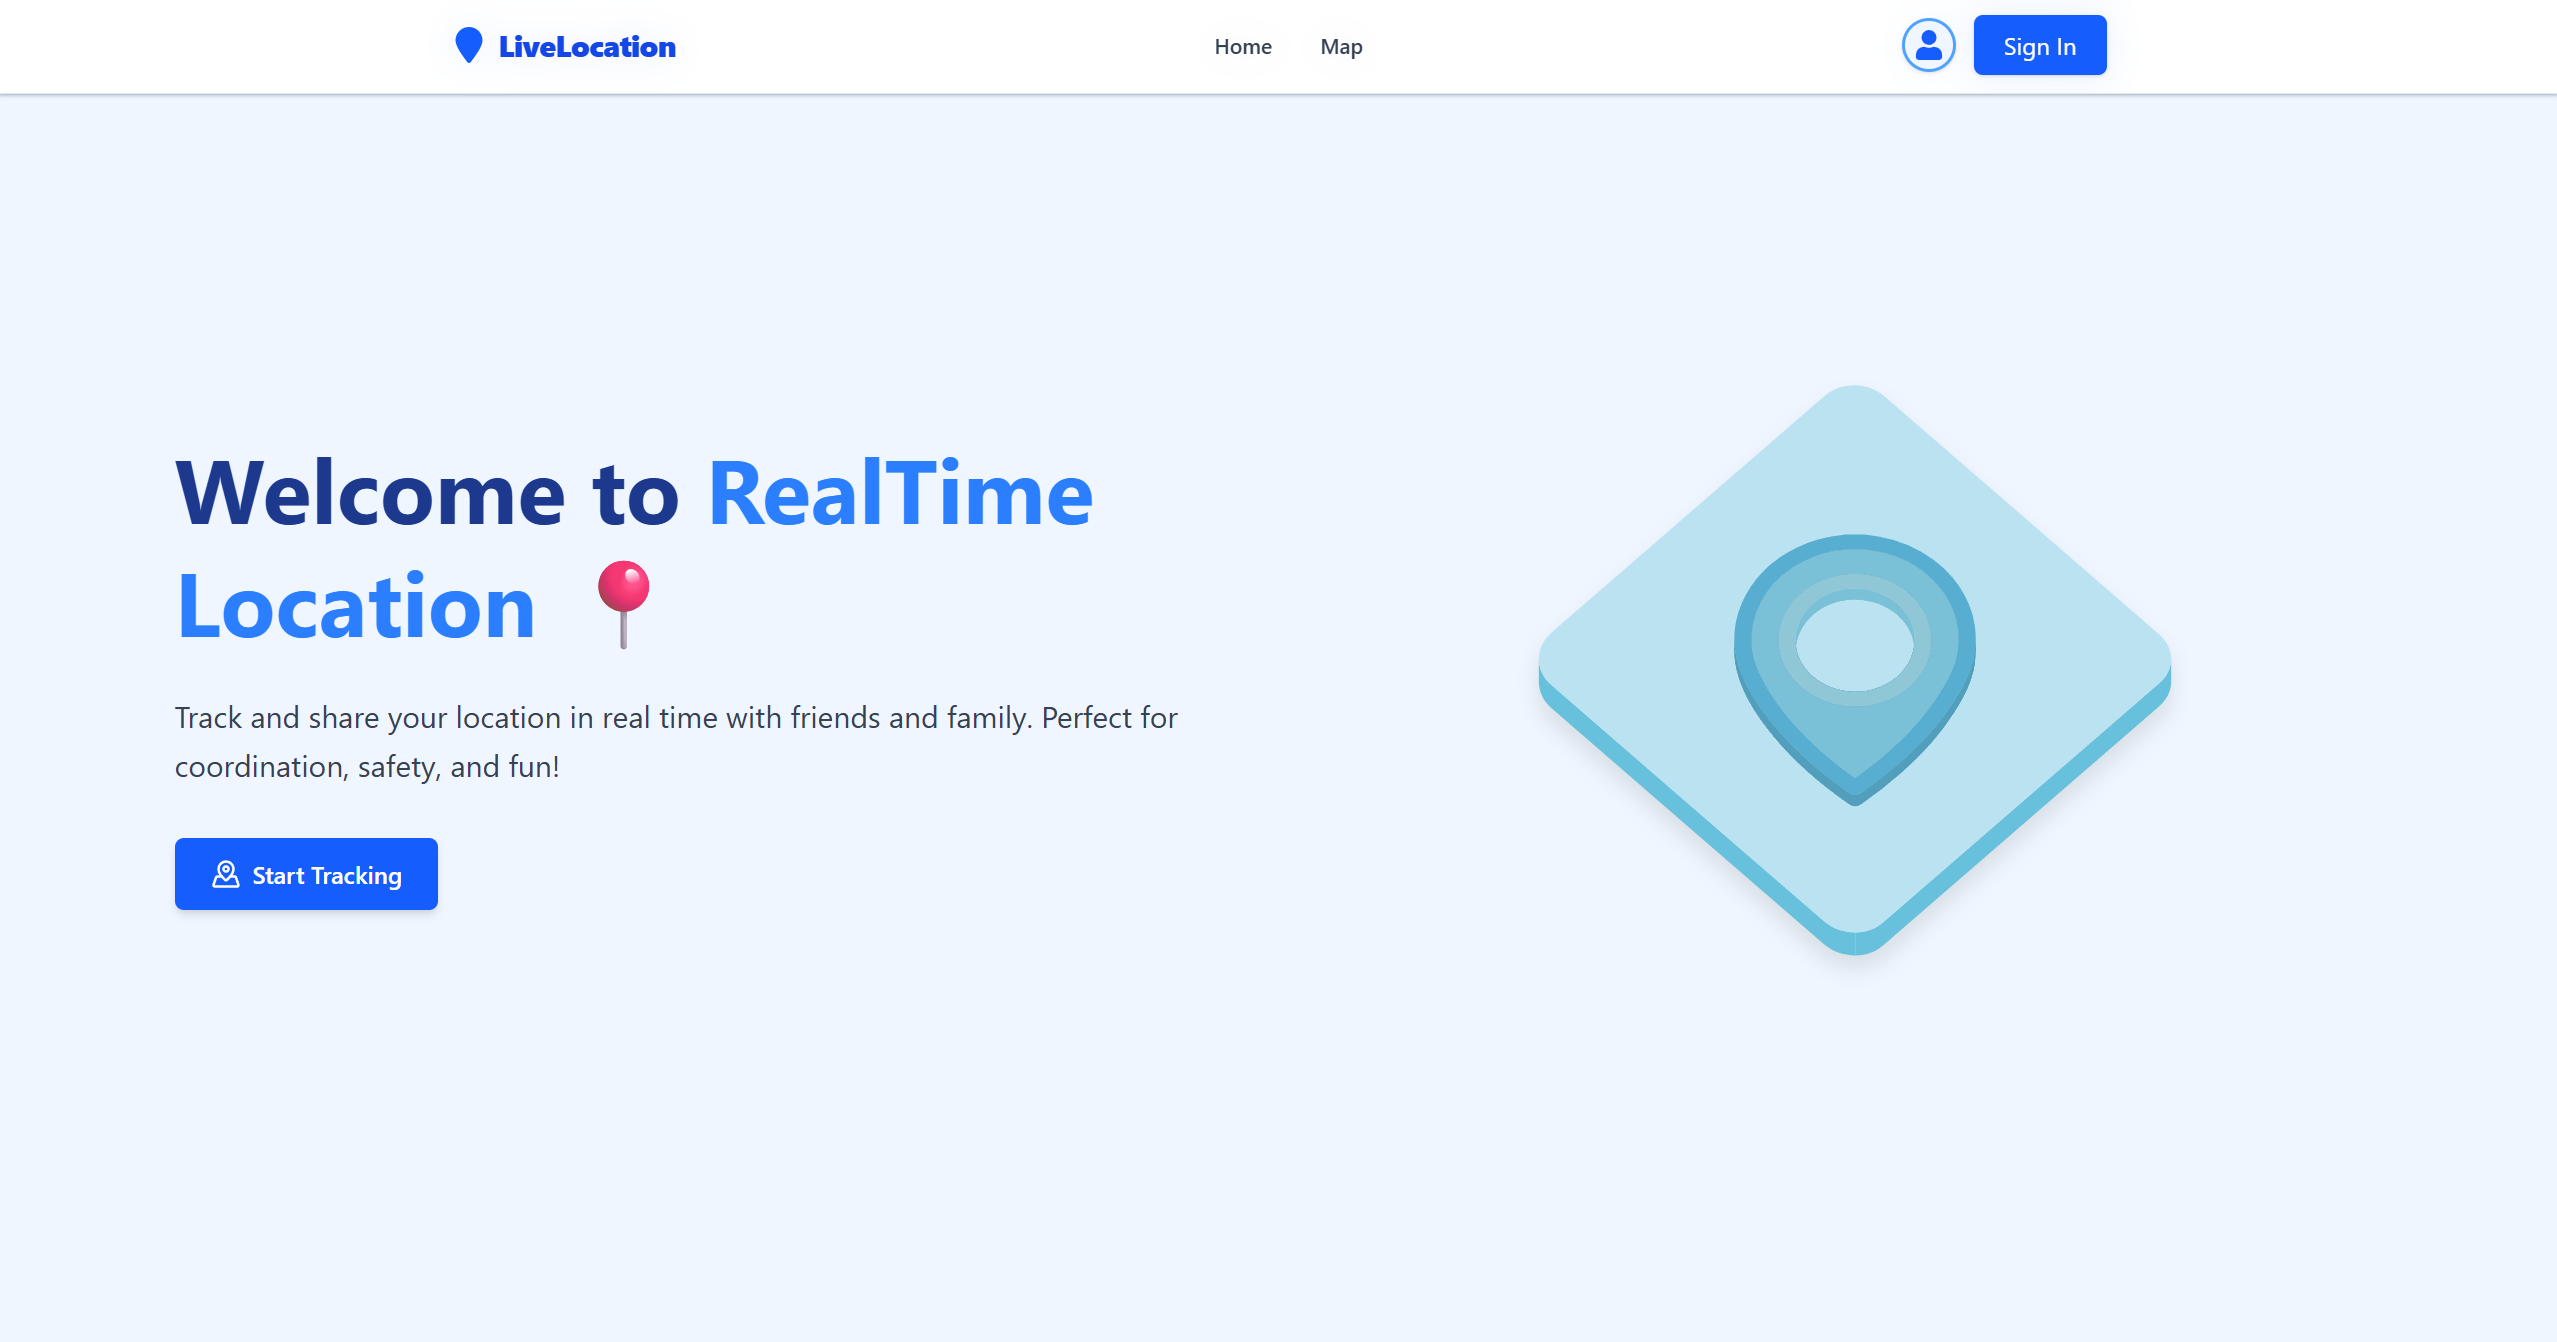 LiveLocation
Home
Map
Sign In
Welcome to RealTime
Location 📍
Track and share your location in real time with friends and family. Perfect for
coordination, safety, and fun!
Start Tracking